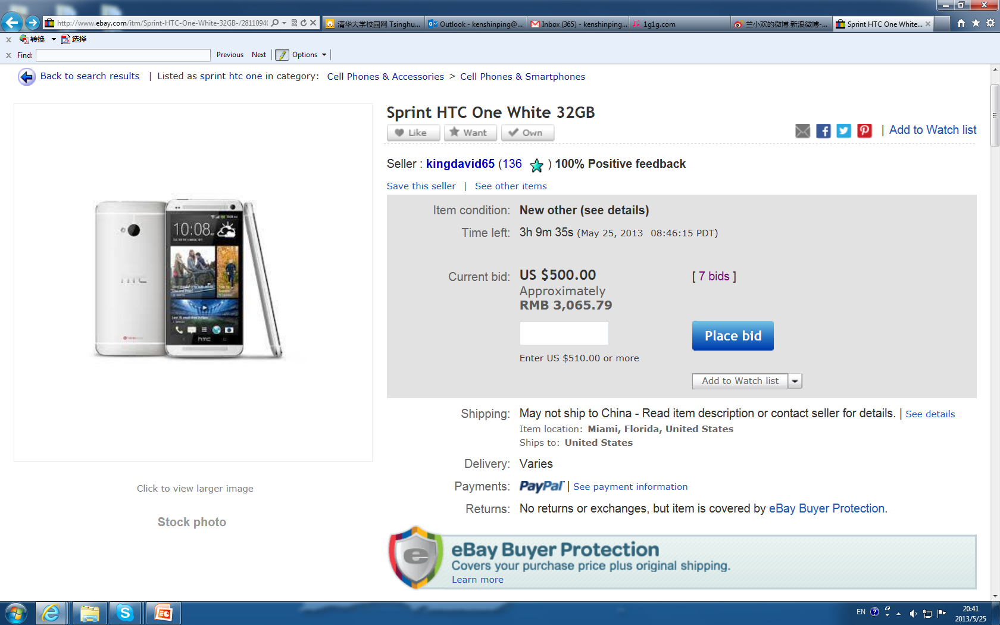 http://www.ebay.com/itm/Sprint-HTC-One-White-32GB-/28110940
清华大学校园网 Tsinghu...
Outlook - kenshinping@...
Inbox (365) - kenshinping...
1g1g.com
兰小欢的微博 新浪微博-...
Sprint HTC One White...
x 转换 选择
x Find: Previous Next Options
Back to search results | Listed as sprint htc one in category: Cell Phones & Accessories > Cell Phones & Smartphones
Sprint HTC One White 32GB
Like Want Own
| Add to Watch list
Seller : kingdavid65 (136 ) 100% Positive feedback
Save this seller | See other items
Item condition: New other (see details)
Time left: 3h 9m 35s (May 25, 2013 08:46:15 PDT)
Current bid: US $500.00 [ 7 bids ]
Approximately
RMB 3,065.79
Place bid
Enter US $510.00 or more
Add to Watch list
Shipping: May not ship to China - Read item description or contact seller for details. | See details
Item location: Miami, Florida, United States
Ships to: United States
Delivery: Varies
Payments: PayPal | See payment information
Returns: No returns or exchanges, but item is covered by eBay Buyer Protection.
e
eBay Buyer Protection
Covers your purchase price plus original shipping.
Learn more
10:08
hTC
hTC
Click to view larger image
Stock photo
EN
20:41
2013/5/25